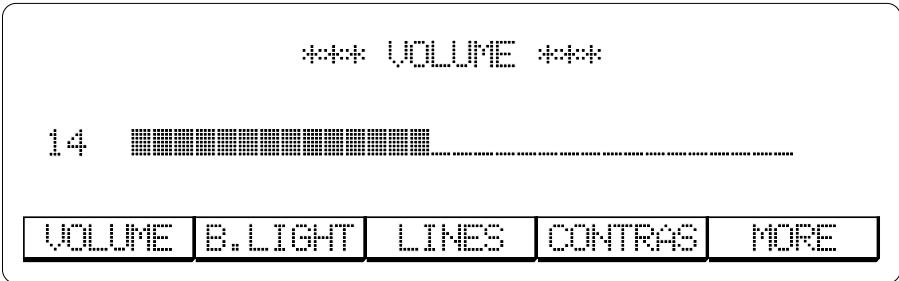 *** VOLUME ***
14
VOLUME B.LIGHT LINES CONTRAS MORE